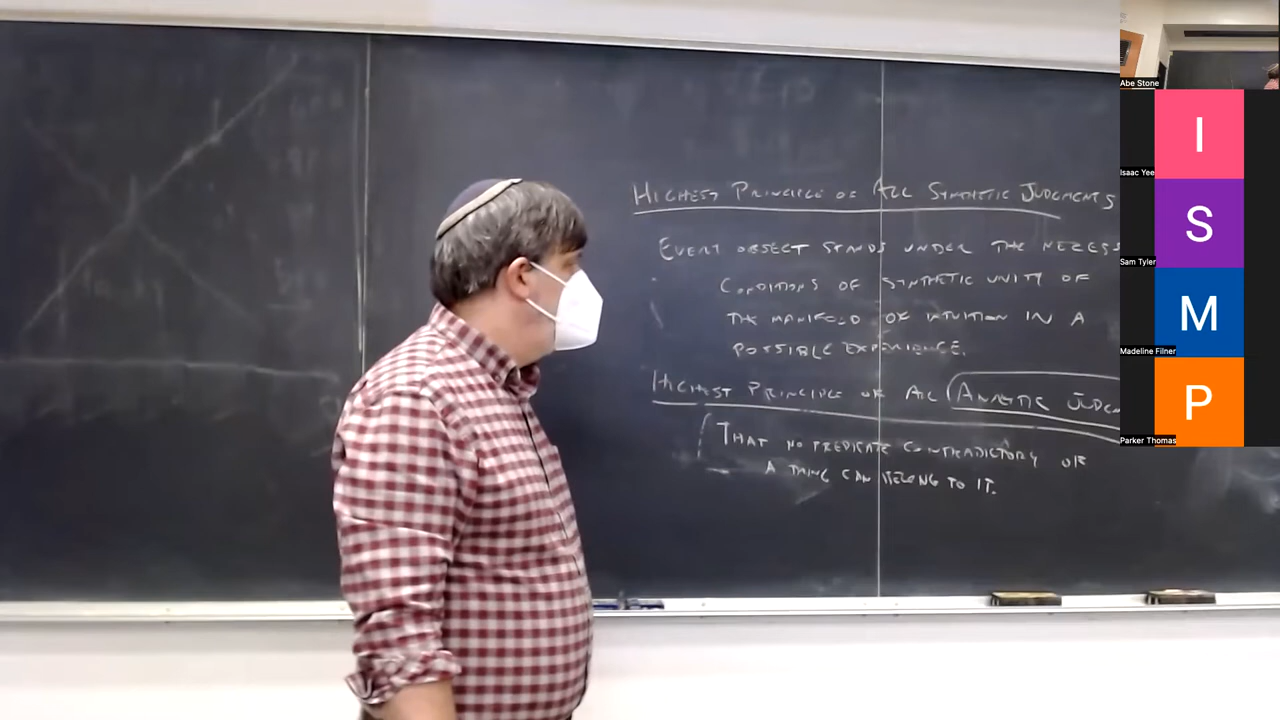 HIGHEST PRINCIPLE OF ALL SYNTHETIC JUDGMENTS
EVERY OBJECT STANDS UNDER THE NECESS
CONDITIONS OF SYNTHETIC UNITY OF
THE MANIFOLD OF INTUITION IN A
POSSIBLE EXPERIENCE.
HIGHEST PRINCIPLE OF ALL ANALYTIC JUDGM
THAT NO PREDICATE CONTRADICTORY OF
A THING CAN BELONG TO IT.
Abe Stone
I
Isaac Yee
S
Sam Tyler
M
Madeline Filner
P
Parker Thomas